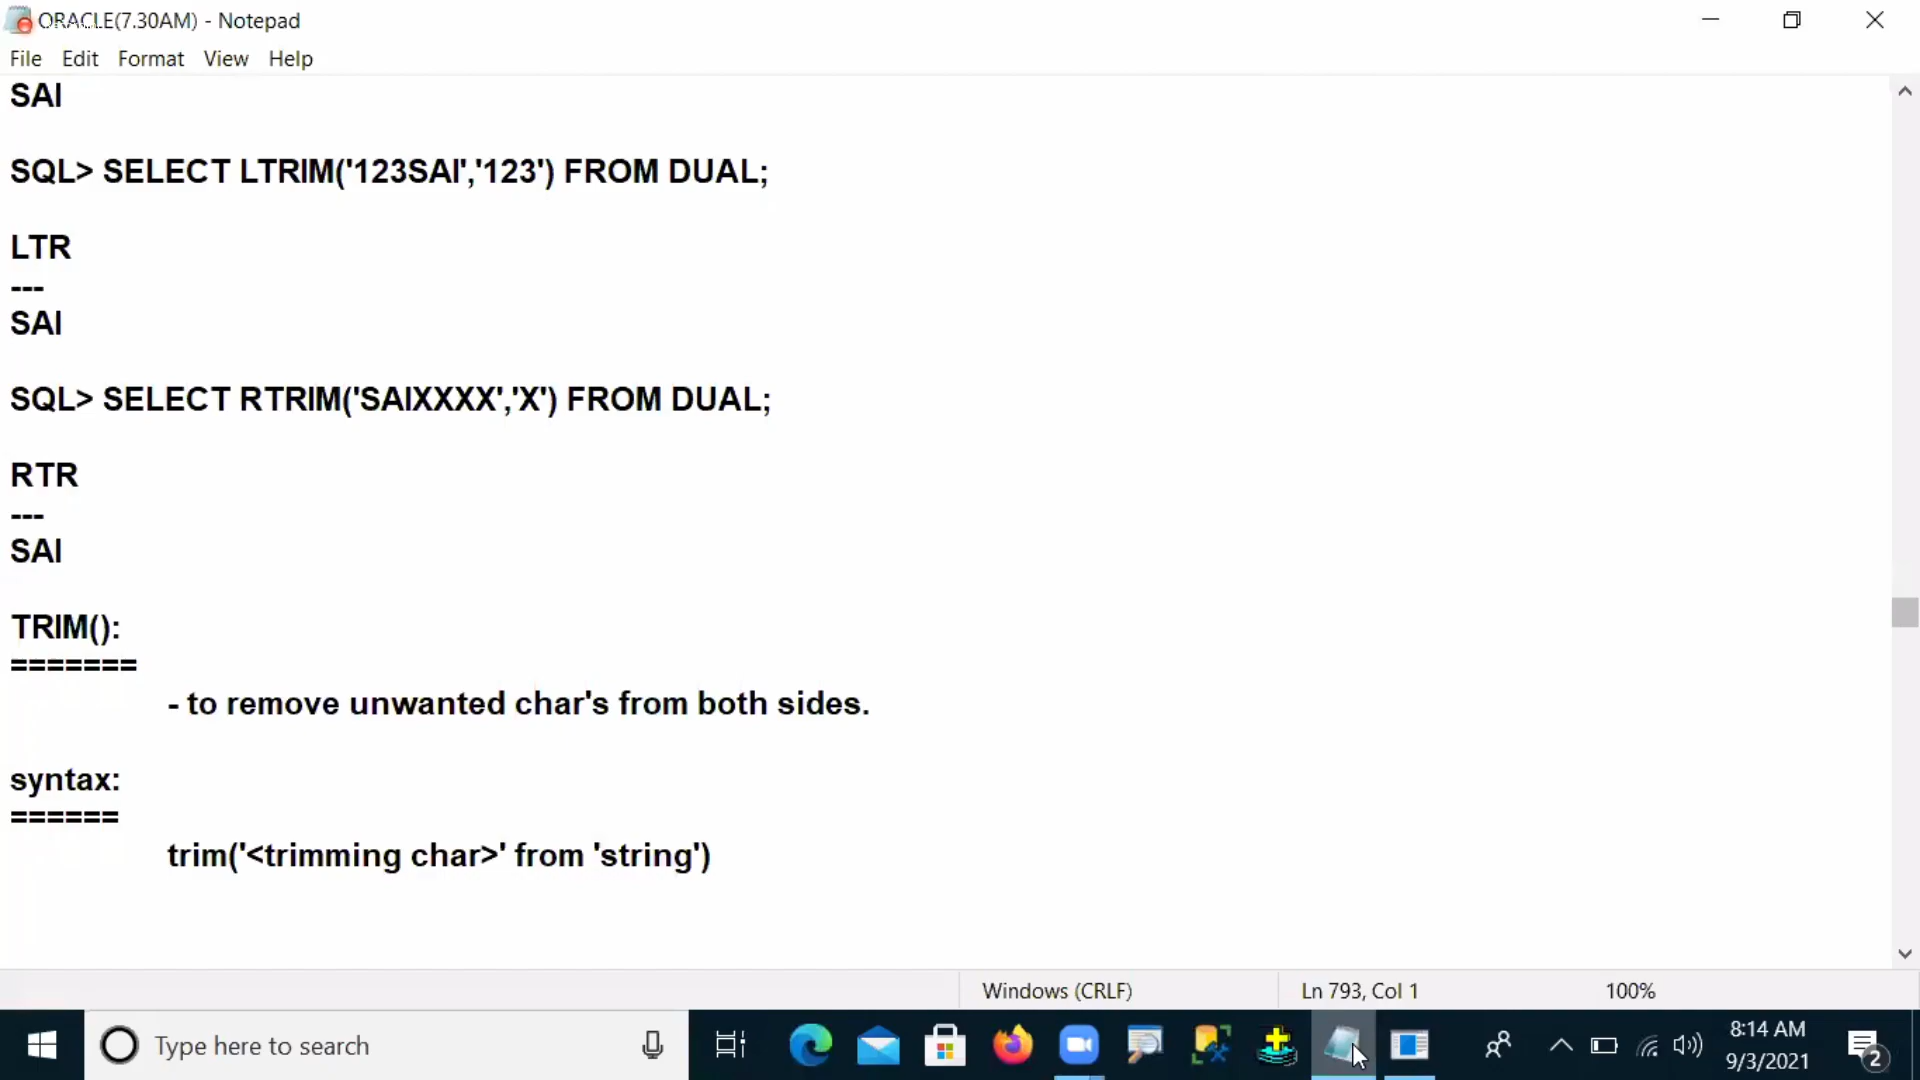 ORACLE(7.30AM) - Notepad
File Edit Format View Help
SAI
SQL> SELECT LTRIM('123SAI','123') FROM DUAL;
LTR
---
SAI
SQL> SELECT RTRIM('SAIXXXX','X') FROM DUAL;
RTR
---
SAI
TRIM():
=======
- to remove unwanted char's from both sides.
syntax:
======
trim('<trimming char>' from 'string')
Windows (CRLF) Ln 793, Col 1 100%
Type here to search
8:14 AM
9/3/2021
2